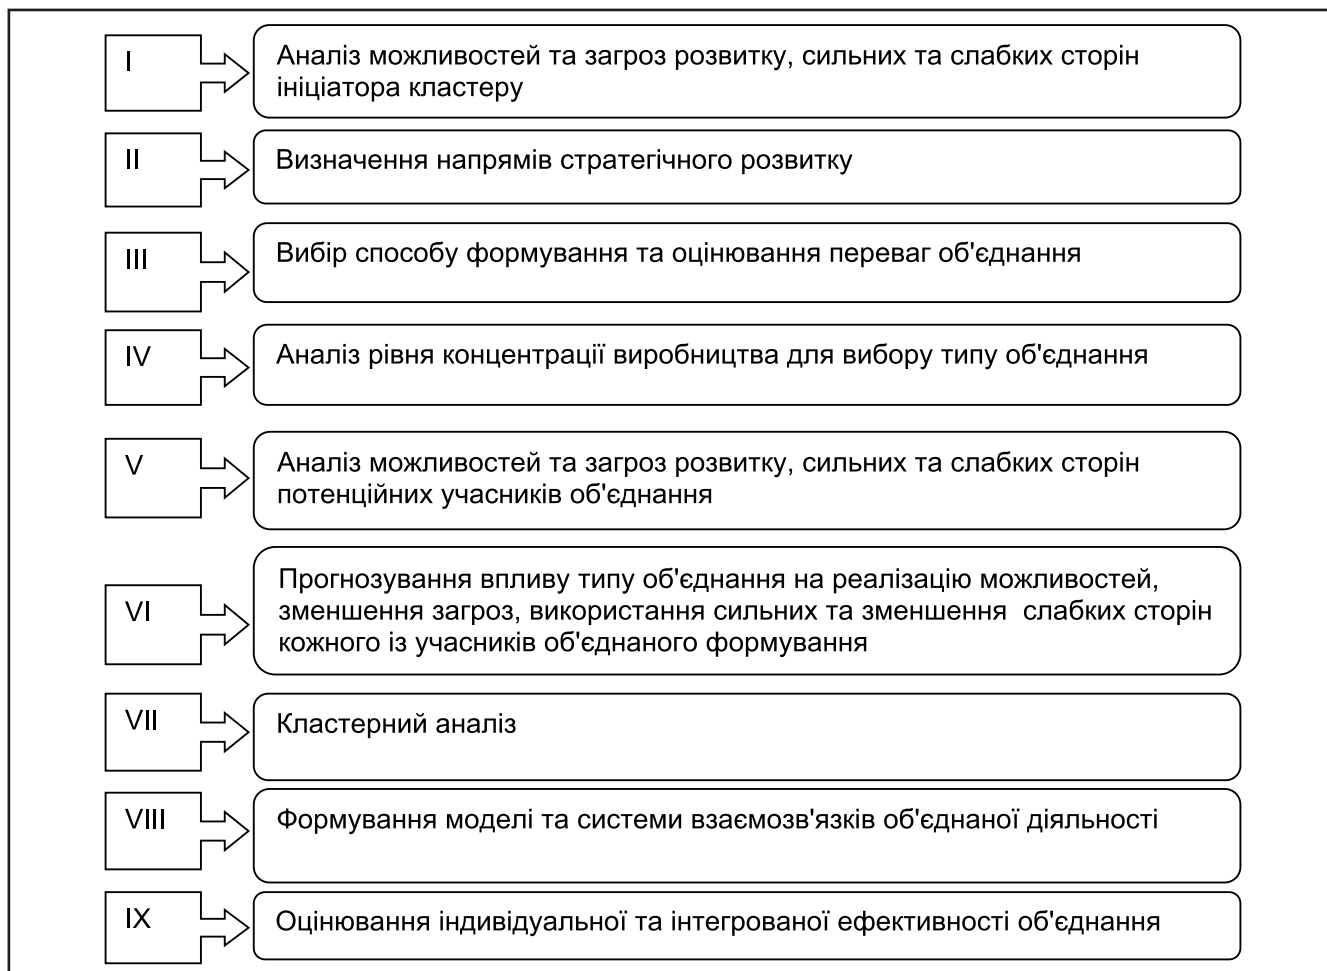 I
Аналіз можливостей та загроз розвитку, сильних та слабких сторін
ініціатора кластеру
II
Визначення напрямів стратегічного розвитку
III
Вибір способу формування та оцінювання переваг об'єднання
IV
Аналіз рівня концентрації виробництва для вибору типу об'єднання
V
Аналіз можливостей та загроз розвитку, сильних та слабких сторін
потенційних учасників об'єднання
VI
Прогнозування впливу типу об'єднання на реалізацію можливостей,
зменшення загроз, використання сильних та зменшення слабких сторін
кожного із учасників об'єднаного формування
VII
Кластерний аналіз
VIII
Формування моделі та системи взаємозв'язків об'єднаної діяльності
IX
Оцінювання індивідуальної та інтегрованої ефективності об'єднання